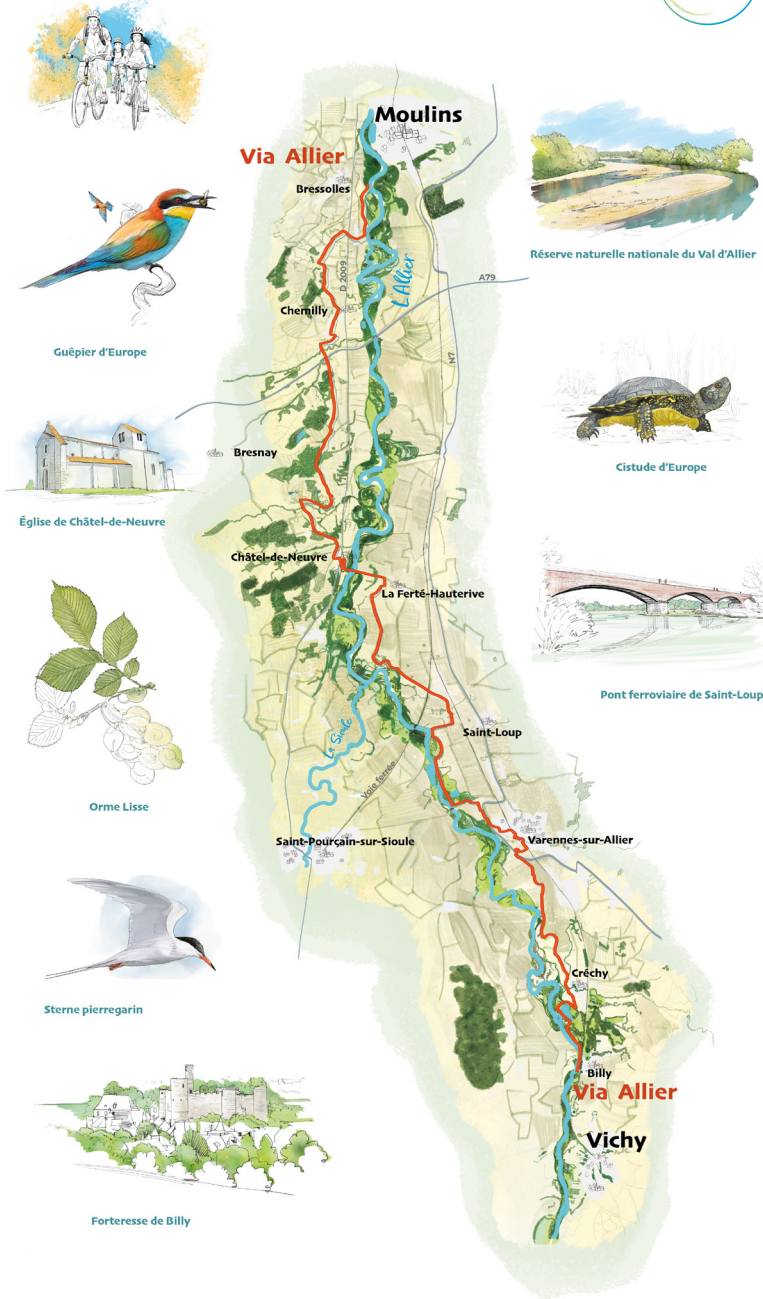 Moulins
Via Allier
Bressolles
Réserve naturelle nationale du Val d'Allier
L'Allier
D 2009
A79
Chemilly
Guêpier d'Europe
N7
Bresnay
Cistude d'Europe
Église de Châtel-de-Neuvre
Châtel-de-Neuvre
La Ferté-Hauterive
Pont ferroviaire de Saint-Loup
Saint-Loup
La Sioule
Voie ferrée
Orme Lisse
Saint-Pourçain-sur-Sioule
Varennes-sur-Allier
Créchy
Sterne pierregarin
Billy
Via Allier
Vichy
Forteresse de Billy